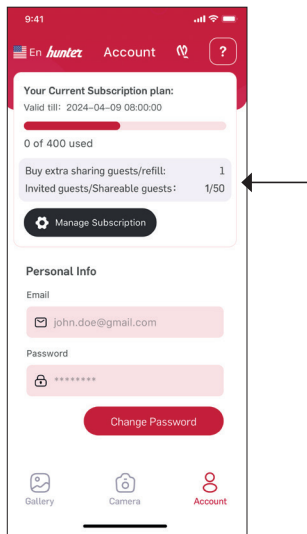 9:41
En hunter Account ?
Your Current Subscription plan:
Valid till: 2024-04-09 08:00:00
0 of 400 used
Buy extra sharing guests/refill: 1
Invited guests/Shareable guests: 1/50
Manage Subscription
Personal Info
Email
john.doe@gmail.com
Password
********
Change Password
Gallery Camera Account